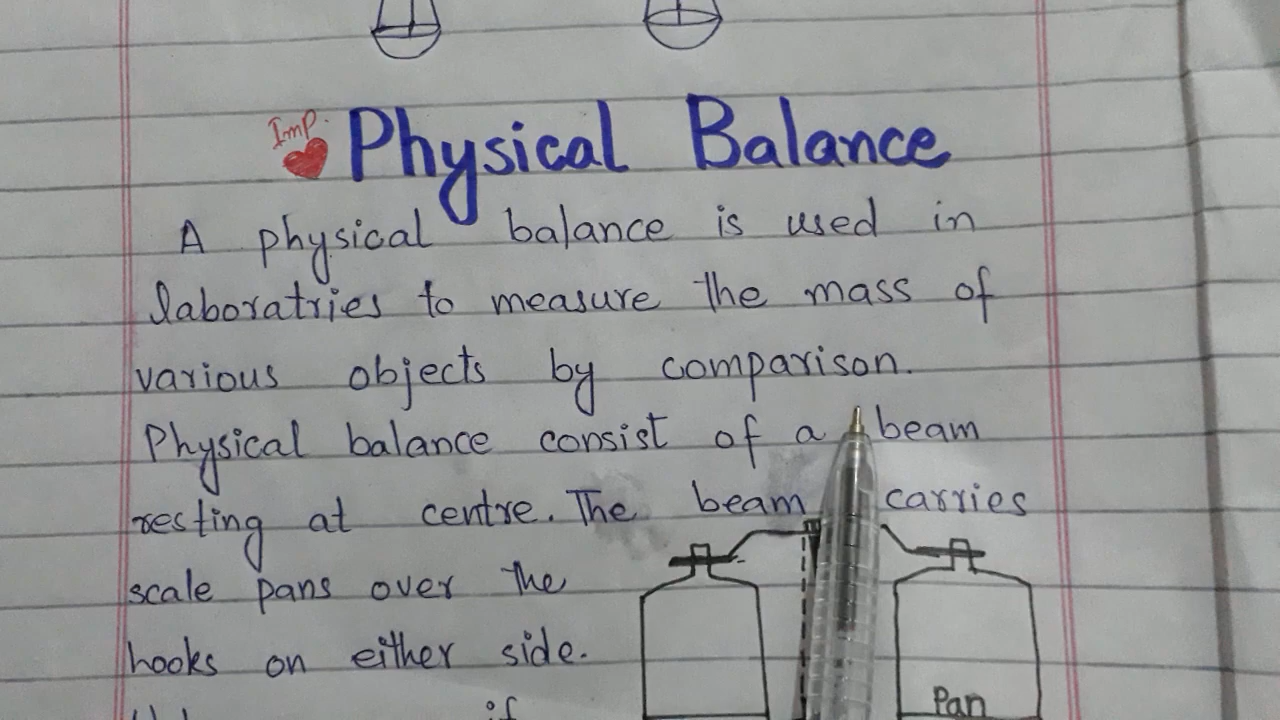 Imp.
Physical Balance
A physical balance is used in
laboratries to measure the mass of
various objects by comparison.
Physical balance consist of a beam
resting at centre. The beam carries
scale pans over the
hooks on either side.
if
Pan